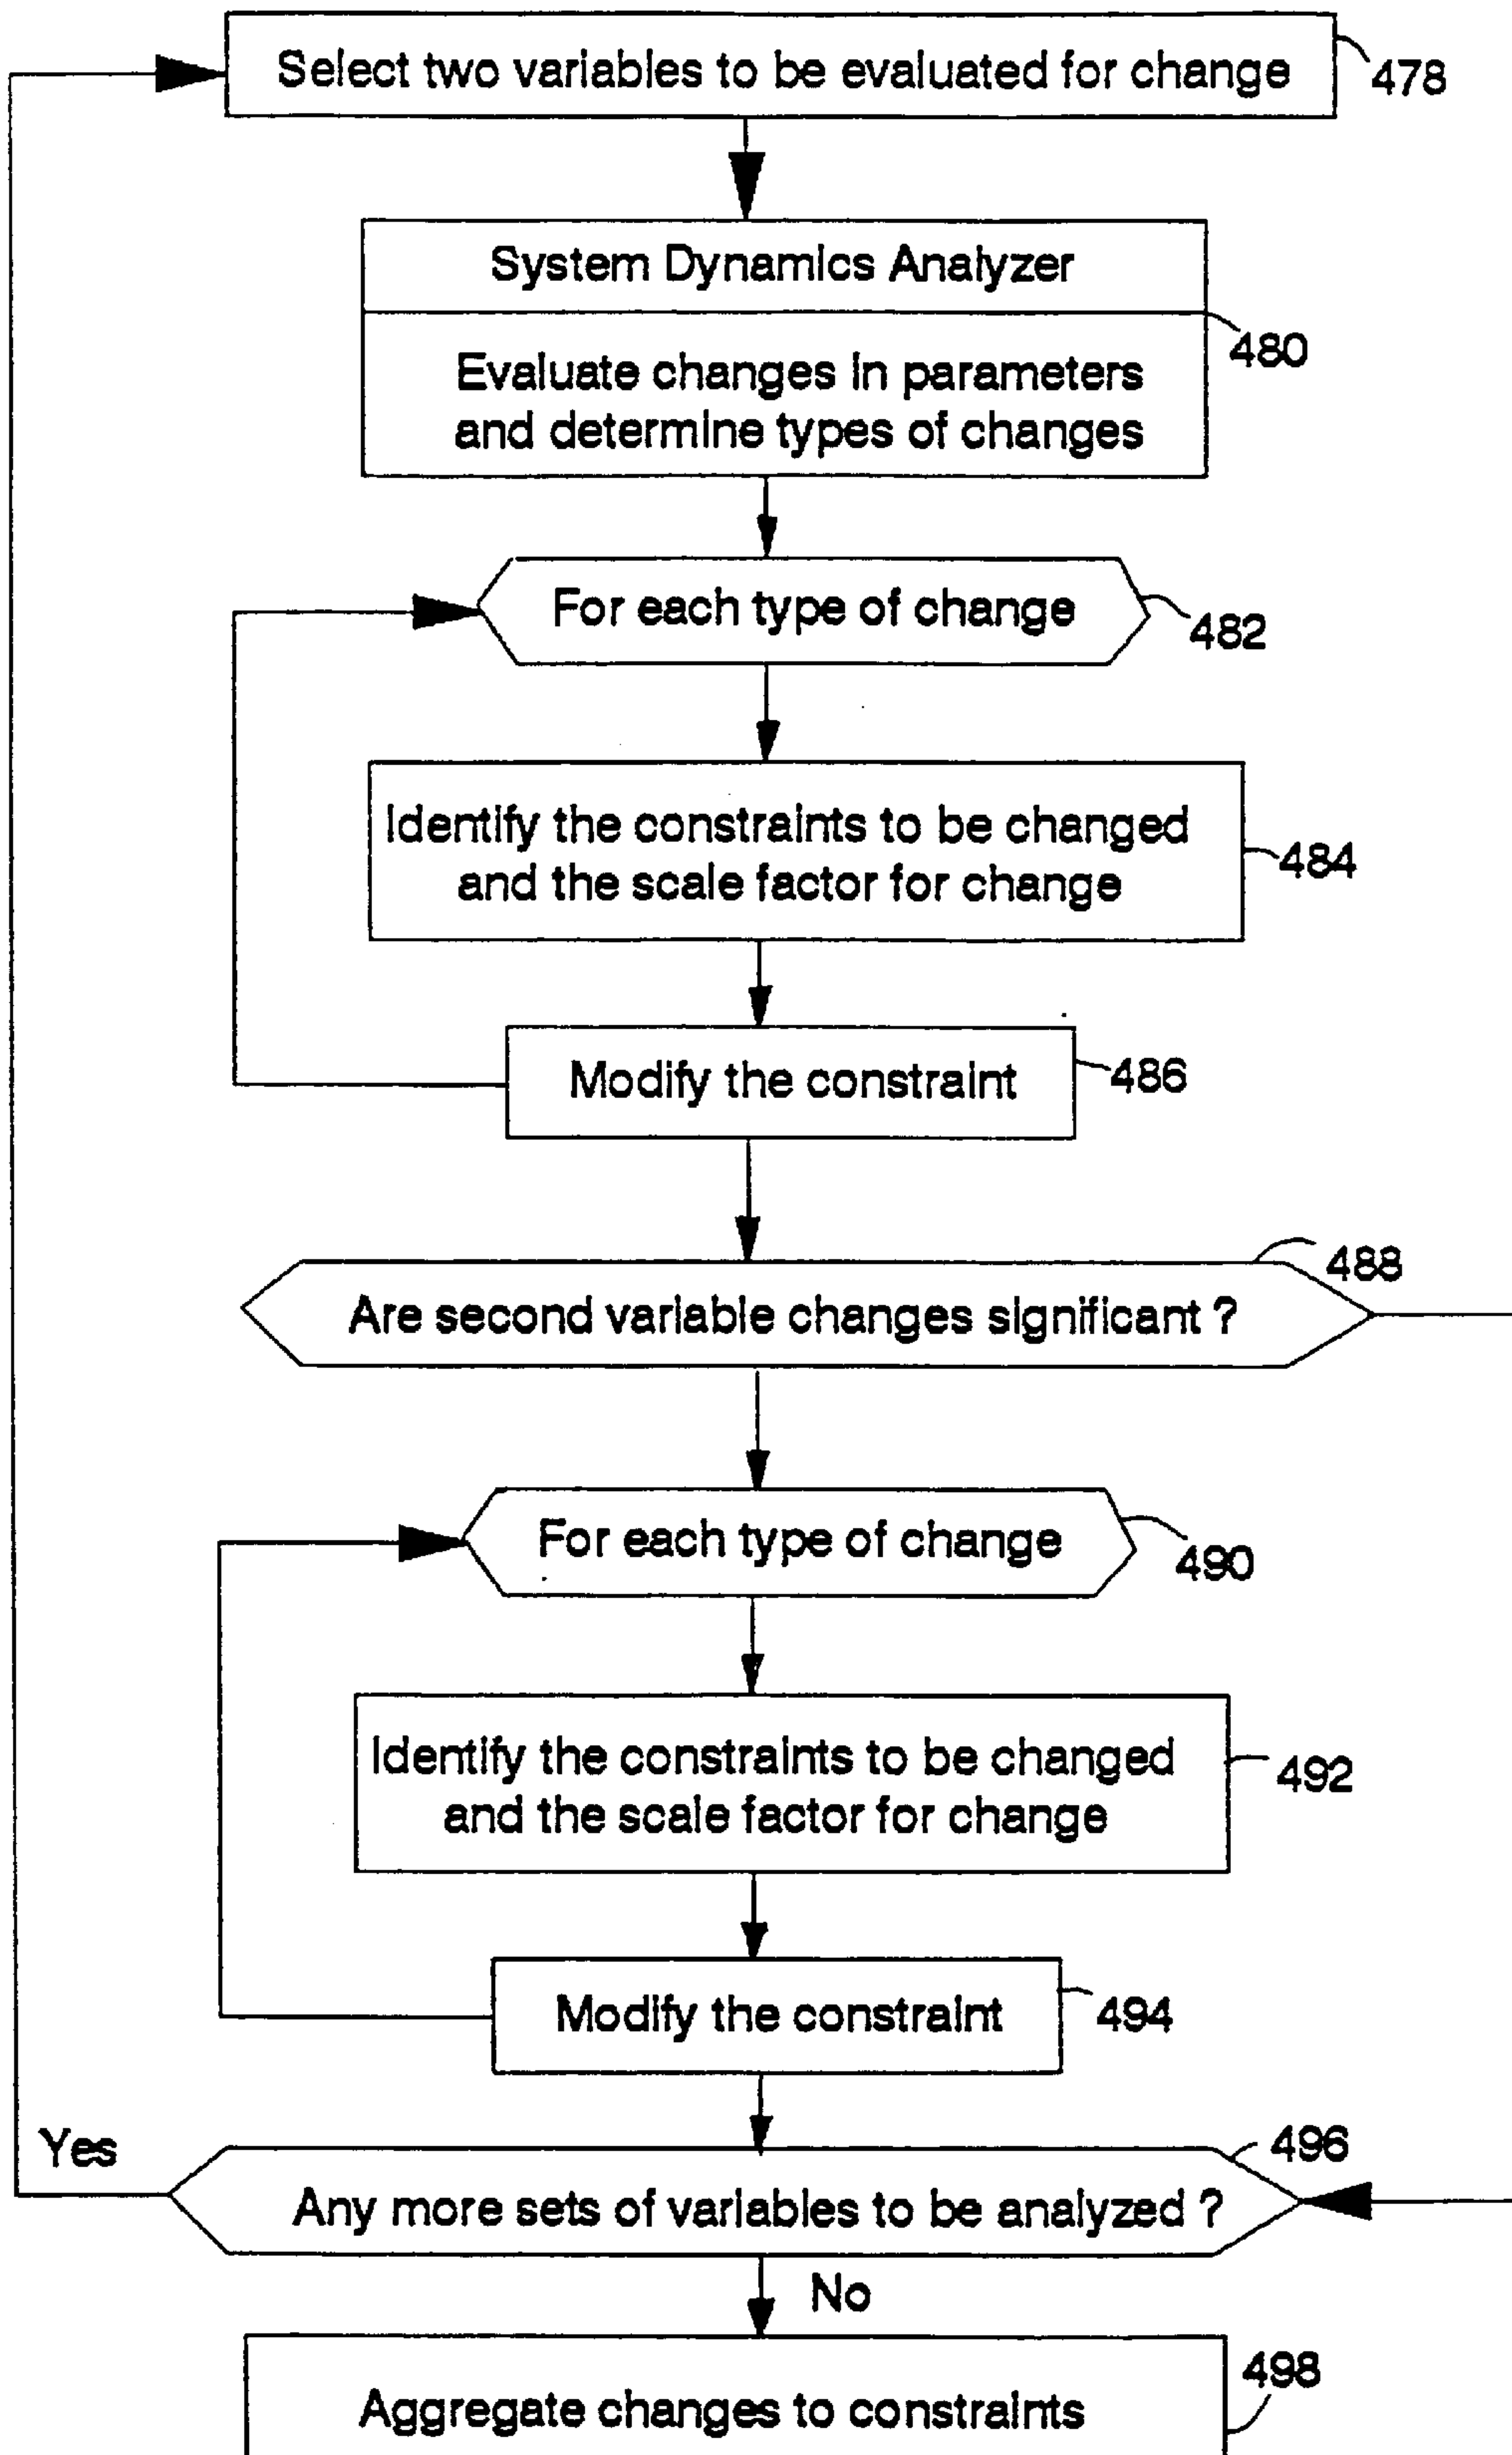 Select two variables to be evaluated for change
478
System Dynamics Analyzer
480
Evaluate changes in parameters
and determine types of changes
For each type of change
482
Identify the constraints to be changed
and the scale factor for change
484
Modify the constraint
486
488
Are second variable changes significant ?
For each type of change
490
Identify the constraints to be changed
and the scale factor for change
492
Modify the constraint
494
Yes
496
Any more sets of variables to be analyzed ?
No
498
Aggregate changes to constraints